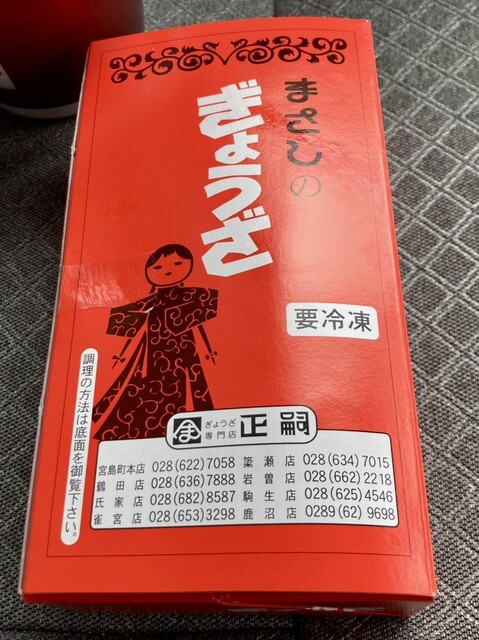 まさしの
ぎょうざ
要冷凍
調理の方法は底面を御覧下さい。
ぎょうざ
専門店
正嗣
宮島町本店 028(622)7058 簗瀬店 028(634)7015
鶴田店 028(636)7888 岩曽店 028(662)2218
氏家店 028(682)8587 駒生店 028(625)4546
雀宮店 028(653)3298 鹿沼店 0289(62)9698